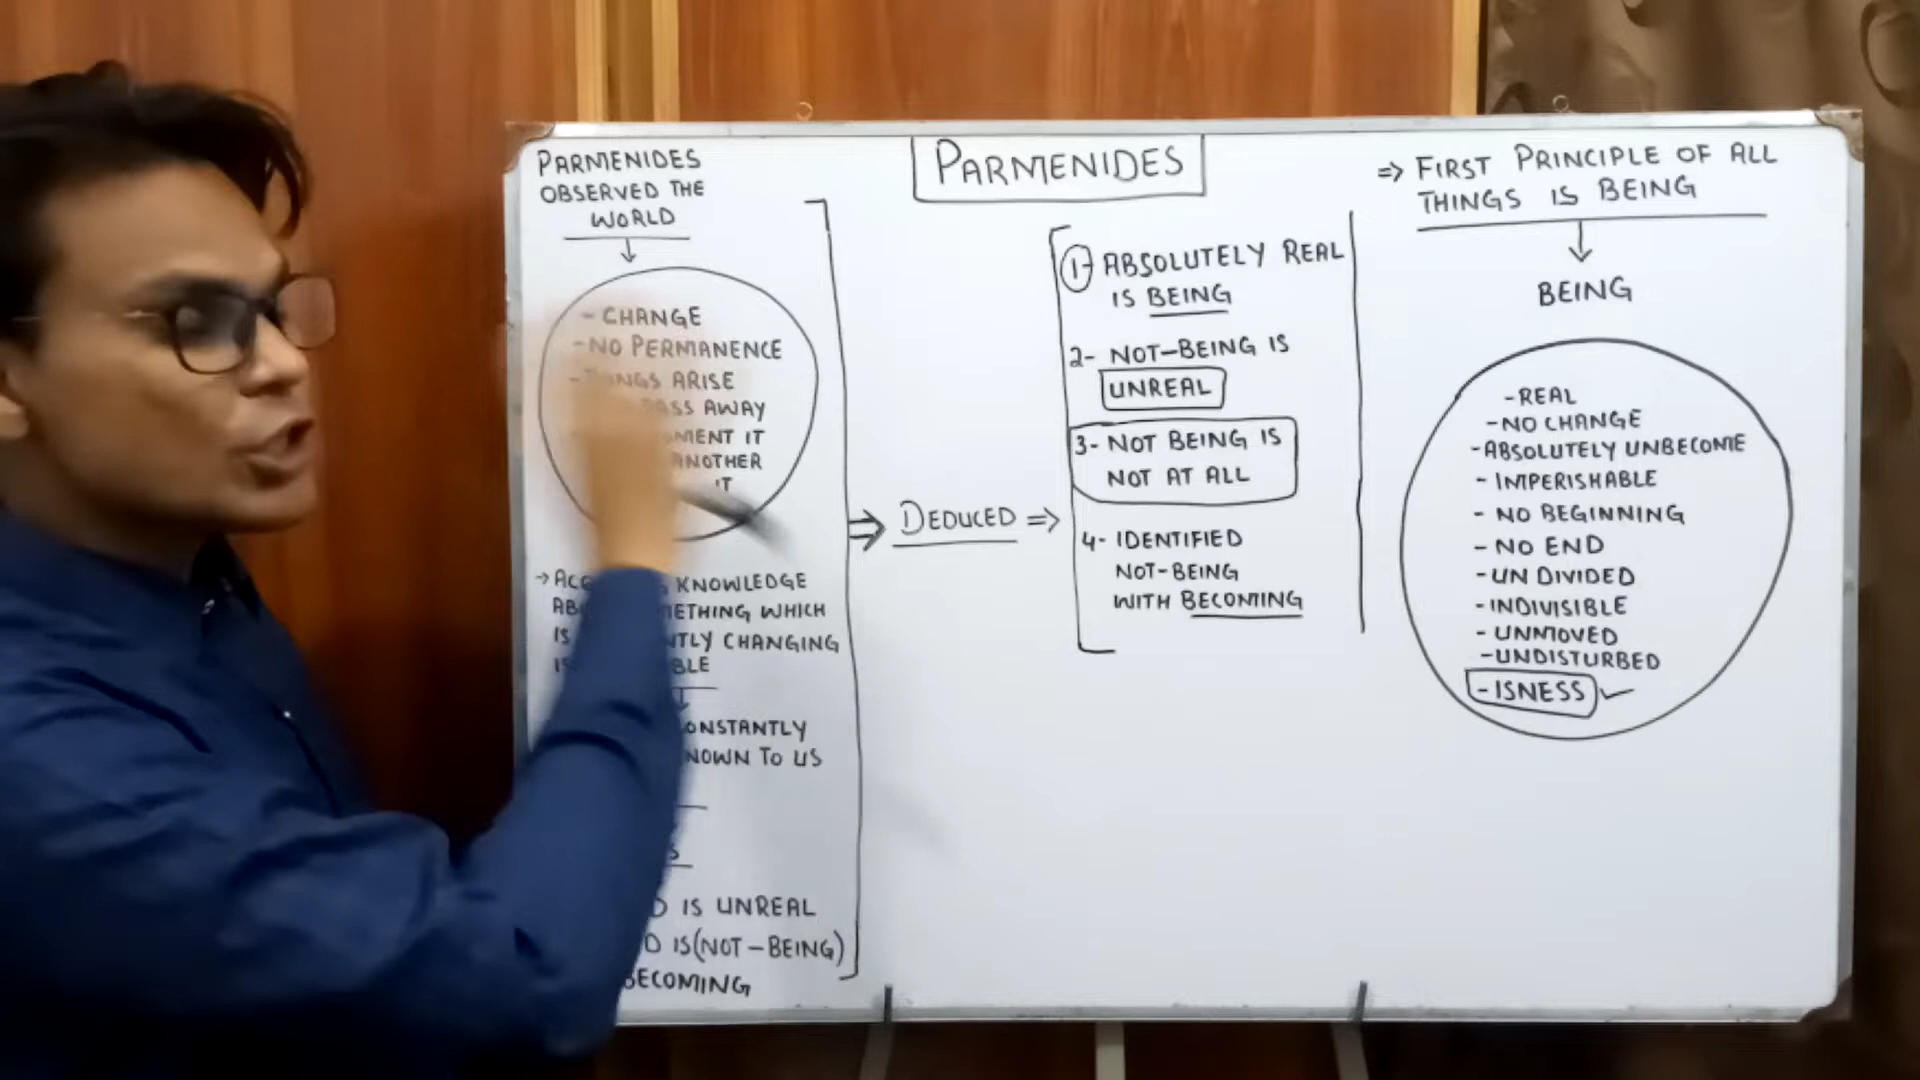 PARMENIDES
PARMENIDES
OBSERVED THE
WORLD
- CHANGE
- NO PERMANENCE
ARISE
PASS AWAY
IT
ANOTHER
IT
→ KNOWLEDGE
WHICH
IS CHANGING
CONSTANTLY
TO US
IS UNREAL
IS (NOT-BEING)
BECOMING
⇒ DEDUCED ⇒
1- ABSOLUTELY REAL
IS BEING
2- NOT-BEING IS
UNREAL
3- NOT BEING IS
NOT AT ALL
4- IDENTIFIED
NOT-BEING
WITH BECOMING
⇒ FIRST PRINCIPLE OF ALL
THINGS IS BEING
BEING
- REAL
- NO CHANGE
- ABSOLUTELY UNBECOME
- IMPERISHABLE
- NO BEGINNING
- NO END
- UN DIVIDED
- INDIVISIBLE
- UNMOVED
- UNDISTURBED
- ISNESS ✓